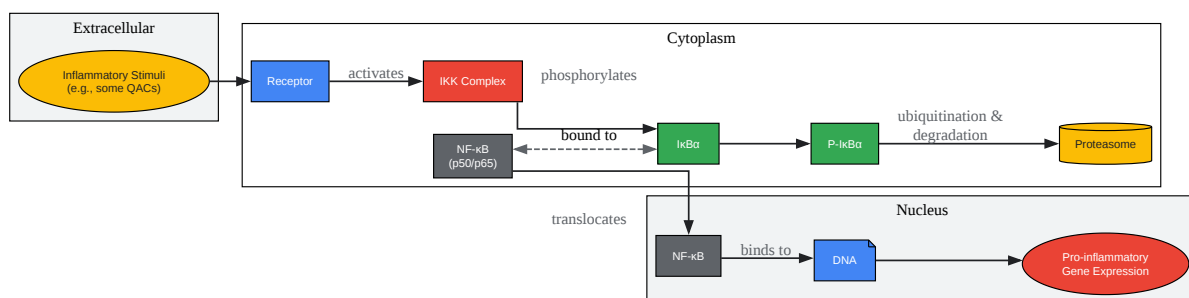 Extracellular
Inflammatory Stimuli
(e.g., some QACs)
Cytoplasm
Receptor
activates
IKK Complex
phosphorylates
NF-κB
(p50/p65)
bound to
IκBα
P-IκBα
ubiquitination &
degradation
Proteasome
translocates
Nucleus
NF-κB
binds to
DNA
Pro-inflammatory
Gene Expression